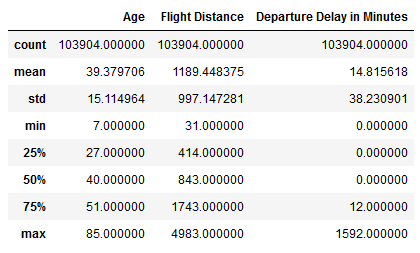 Age Flight Distance Departure Delay in Minutes
count 103904.000000 103904.000000 103904.000000
mean 39.379706 1189.448375 14.815618
std 15.114964 997.147281 38.230901
min 7.000000 31.000000 0.000000
25% 27.000000 414.000000 0.000000
50% 40.000000 843.000000 0.000000
75% 51.000000 1743.000000 12.000000
max 85.000000 4983.000000 1592.000000